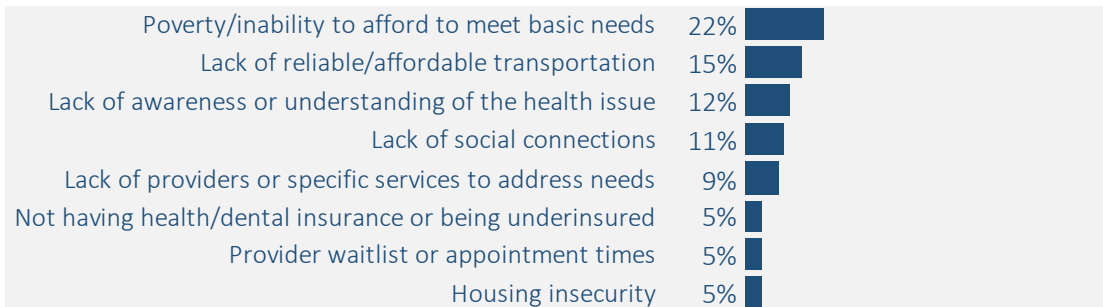 Poverty/inability to afford to meet basic needs 22%
Lack of reliable/affordable transportation 15%
Lack of awareness or understanding of the health issue 12%
Lack of social connections 11%
Lack of providers or specific services to address needs 9%
Not having health/dental insurance or being underinsured 5%
Provider waitlist or appointment times 5%
Housing insecurity 5%